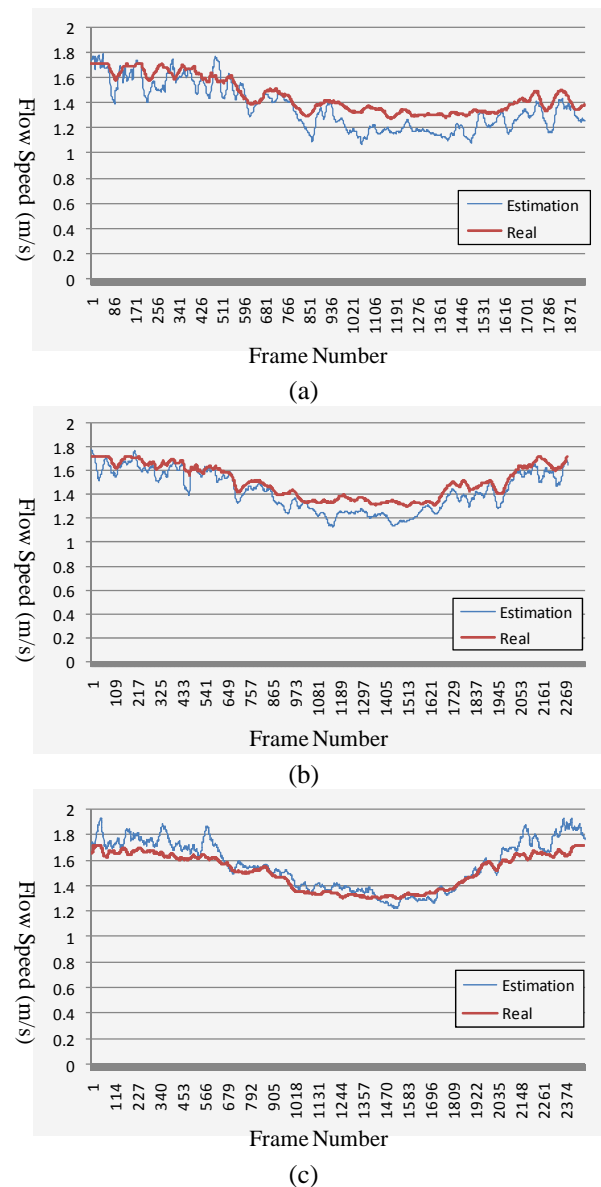 2
1.8
1.6
1.4
1.2
1
0.8
0.6
0.4
0.2
0
Flow Speed (m/s)
Estimation
Real
1 86 171 256 341 426 511 596 681 766 851 936 1021 1106 1191 1276 1361 1446 1531 1616 1701 1786 1871
Frame Number
(a)
2
1.8
1.6
1.4
1.2
1
0.8
0.6
0.4
0.2
0
Flow Speed (m/s)
Estimation
Real
1 109 217 325 433 541 649 757 865 973 1081 1189 1297 1405 1513 1621 1729 1837 1945 2053 2161 2269
Frame Number
(b)
2
1.8
1.6
1.4
1.2
1
0.8
0.6
0.4
0.2
0
Flow Speed (m/s)
Estimation
Real
1 114 227 340 453 566 679 792 905 1018 1131 1244 1357 1470 1583 1696 1809 1922 2035 2148 2261 2374
Frame Number
(c)